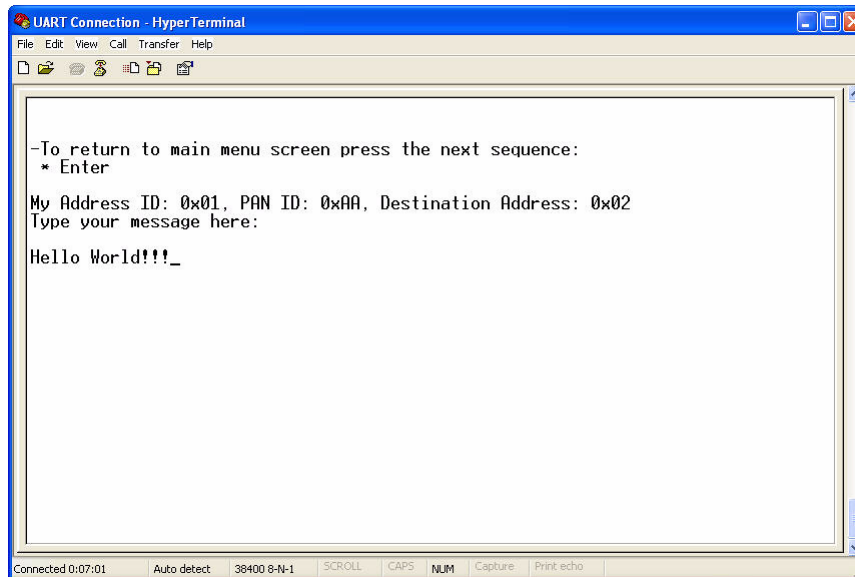 UART Connection - HyperTerminal
File Edit View Call Transfer Help
-To return to main menu screen press the next sequence:
* Enter
My Address ID: 0x01, PAN ID: 0xAA, Destination Address: 0x02
Type your message here:
Hello World!!!_
Connected 0:07:01 Auto detect 38400 8-N-1 SCROLL CAPS NUM Capture Print echo